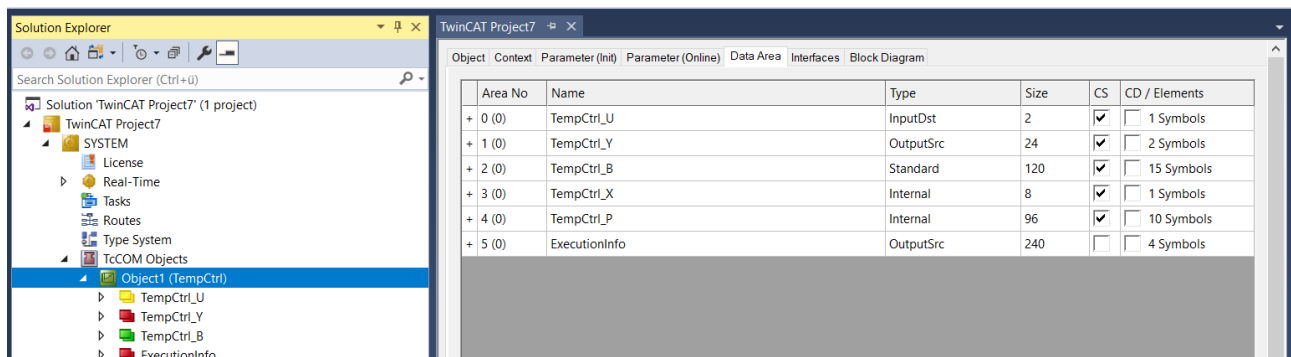 Solution Explorer
TwinCAT Project7
Search Solution Explorer (Ctrl+ü)
Solution 'TwinCAT Project7' (1 project)
TwinCAT Project7
SYSTEM
License
Real-Time
Tasks
Routes
Type System
TcCOM Objects
Object1 (TempCtrl)
TempCtrl_U
TempCtrl_Y
TempCtrl_B
ExecutionInfo
Object Context Parameter (Init) Parameter (Online) Data Area Interfaces Block Diagram
Area No Name Type Size CS CD / Elements
+ 0 (0) TempCtrl_U InputDst 2 1 Symbols
+ 1 (0) TempCtrl_Y OutputSrc 24 2 Symbols
+ 2 (0) TempCtrl_B Standard 120 15 Symbols
+ 3 (0) TempCtrl_X Internal 8 1 Symbols
+ 4 (0) TempCtrl_P Internal 96 10 Symbols
+ 5 (0) ExecutionInfo OutputSrc 240 4 Symbols